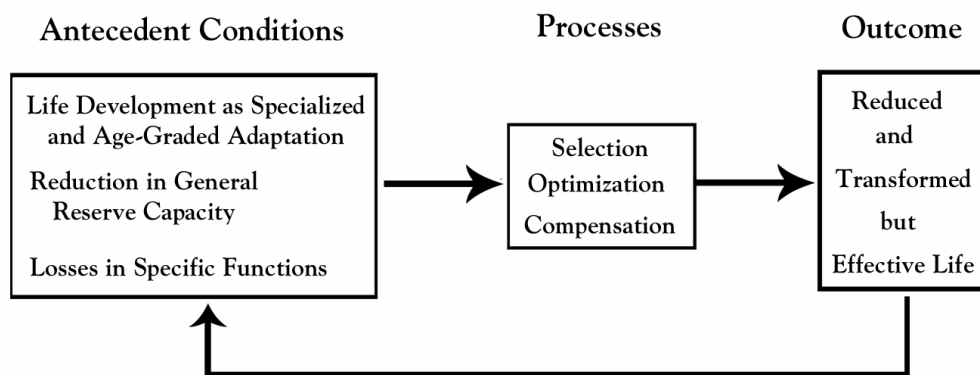 Antecedent Conditions
Processes
Outcome
Life Development as Specialized
and Age-Graded Adaptation
Reduction in General
Reserve Capacity
Losses in Specific Functions
Selection
Optimization
Compensation
Reduced
and
Transformed
but
Effective Life